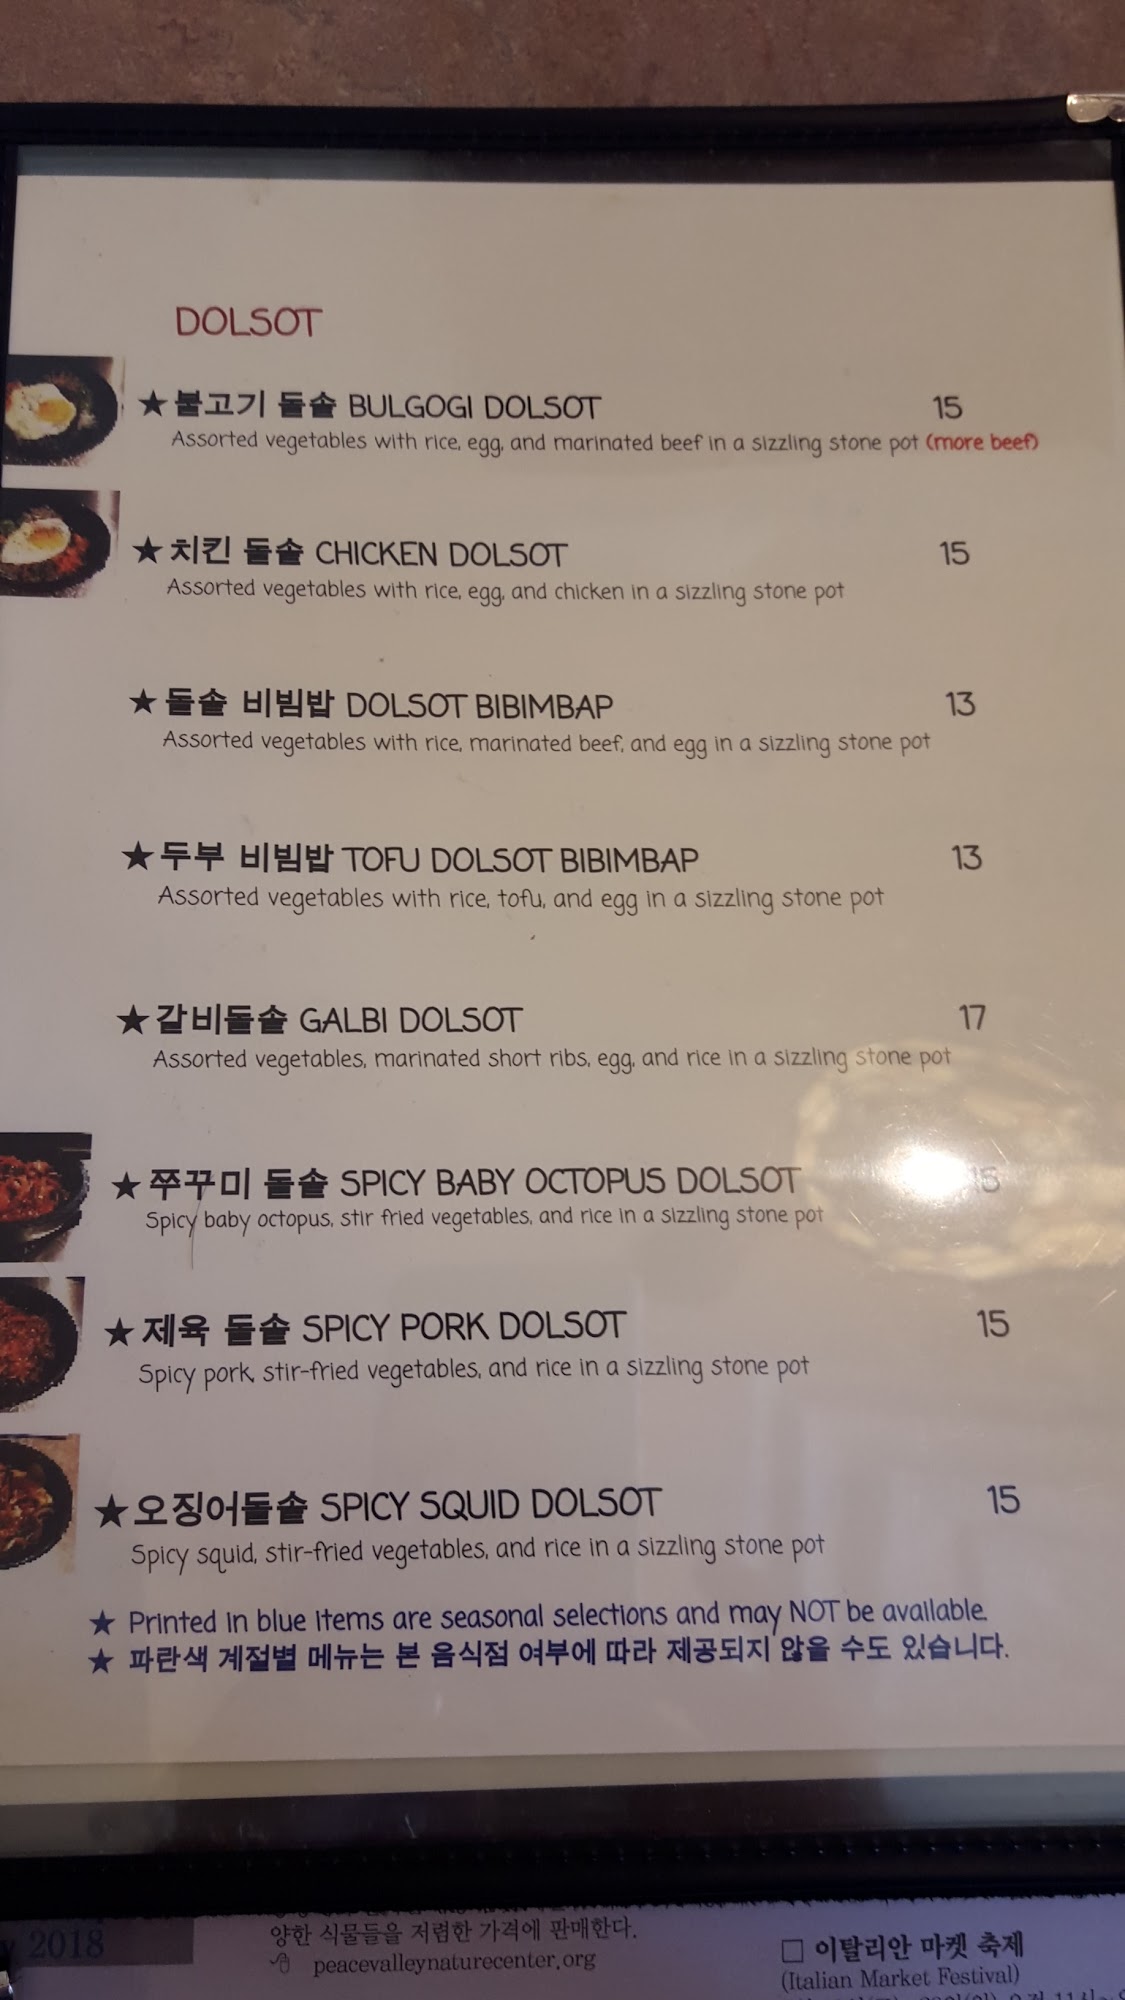 DOLSOT
★불고기 돌솥 BULGOGI DOLSOT 15
Assorted vegetables with rice, egg, and marinated beef in a sizzling stone pot (more beef)
★치킨 돌솥 CHICKEN DOLSOT 15
Assorted vegetables with rice, egg, and chicken in a sizzling stone pot
★돌솥 비빔밥 DOLSOT BIBIMBAP 13
Assorted vegetables with rice, marinated beef, and egg in a sizzling stone pot
★두부 비빔밥 TOFU DOLSOT BIBIMBAP 13
Assorted vegetables with rice, tofu, and egg in a sizzling stone pot
★갈비돌솥 GALBI DOLSOT 17
Assorted vegetables, marinated short ribs, egg, and rice in a sizzling stone pot
★쭈꾸미 돌솥 SPICY BABY OCTOPUS DOLSOT
Spicy baby octopus, stir fried vegetables, and rice in a sizzling stone pot
★제육 돌솥 SPICY PORK DOLSOT 15
Spicy pork, stir-fried vegetables, and rice in a sizzling stone pot
★오징어돌솥 SPICY SQUID DOLSOT 15
Spicy squid, stir-fried vegetables, and rice in a sizzling stone pot
★ Printed in blue items are seasonal selections and may NOT be available.
★ 파란색 계절별 메뉴는 본 음식점 여부에 따라 제공되지 않을 수도 있습니다.
2018
양한 식물들을 저렴한 가격에 판매한다.
peacevalleynaturecenter.org
□ 이탈리안 마켓 축제
(Italian Market Festival)